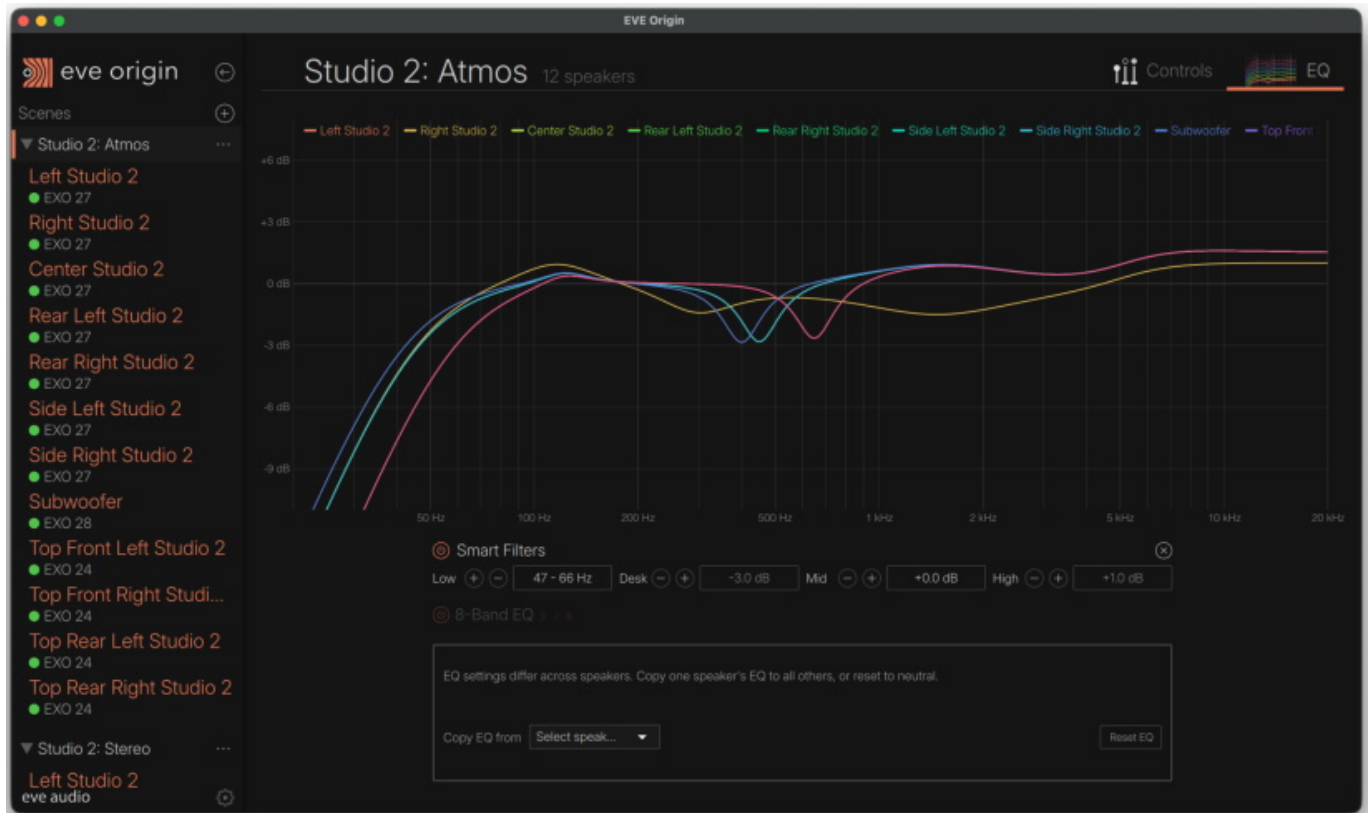 EVE Origin
eve origin
Scenes
Studio 2: Atmos
Left Studio 2
EXO 27
Right Studio 2
EXO 27
Center Studio 2
EXO 27
Rear Left Studio 2
EXO 27
Rear Right Studio 2
EXO 27
Side Left Studio 2
EXO 27
Side Right Studio 2
EXO 27
Subwoofer
EXO 28
Top Front Left Studio 2
EXO 24
Top Front Right Studi...
EXO 24
Top Rear Left Studio 2
EXO 24
Top Rear Right Studio 2
EXO 24
Studio 2: Stereo
Left Studio 2
eve audio
Studio 2: Atmos 12 speakers
Controls EQ
Left Studio 2 Right Studio 2 Center Studio 2 Rear Left Studio 2 Rear Right Studio 2 Side Left Studio 2 Side Right Studio 2 Subwoofer Top Front
+6 dB
+3 dB
0 dB
-3 dB
-6 dB
-9 dB
50 Hz 100 Hz 200 Hz 500 Hz 1 kHz 2 kHz 5 kHz 10 kHz 20 kHz
Smart Filters
Low 47 - 66 Hz Desk -3.0 dB Mid +0.0 dB High +1.0 dB
8-Band EQ
EQ settings differ across speakers. Copy one speaker's EQ to all others, or reset to neutral.
Copy EQ from Select speak... Reset EQ